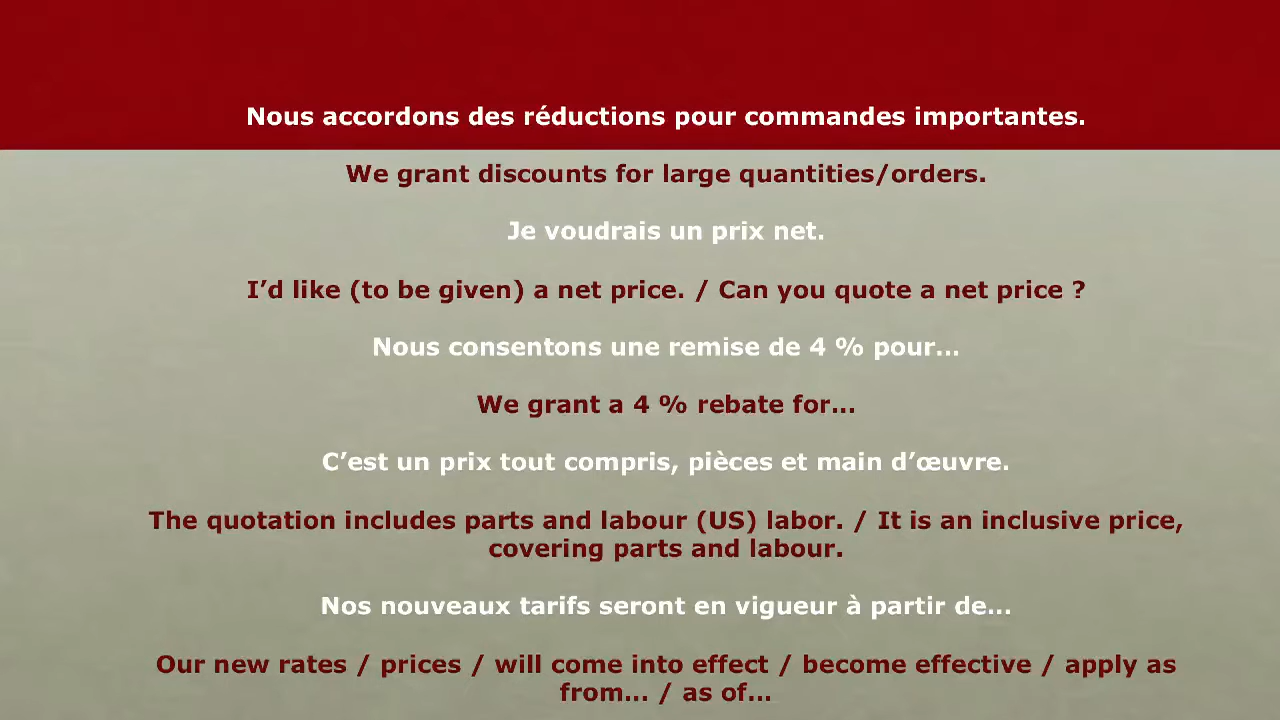 Nous accordons des réductions pour commandes importantes.
We grant discounts for large quantities/orders.
Je voudrais un prix net.
I’d like (to be given) a net price. / Can you quote a net price ?
Nous consentons une remise de 4 % pour…
We grant a 4 % rebate for…
C’est un prix tout compris, pièces et main d’œuvre.
The quotation includes parts and labour (US) labor. / It is an inclusive price,
covering parts and labour.
Nos nouveaux tarifs seront en vigueur à partir de…
Our new rates / prices / will come into effect / become effective / apply as
from… / as of…